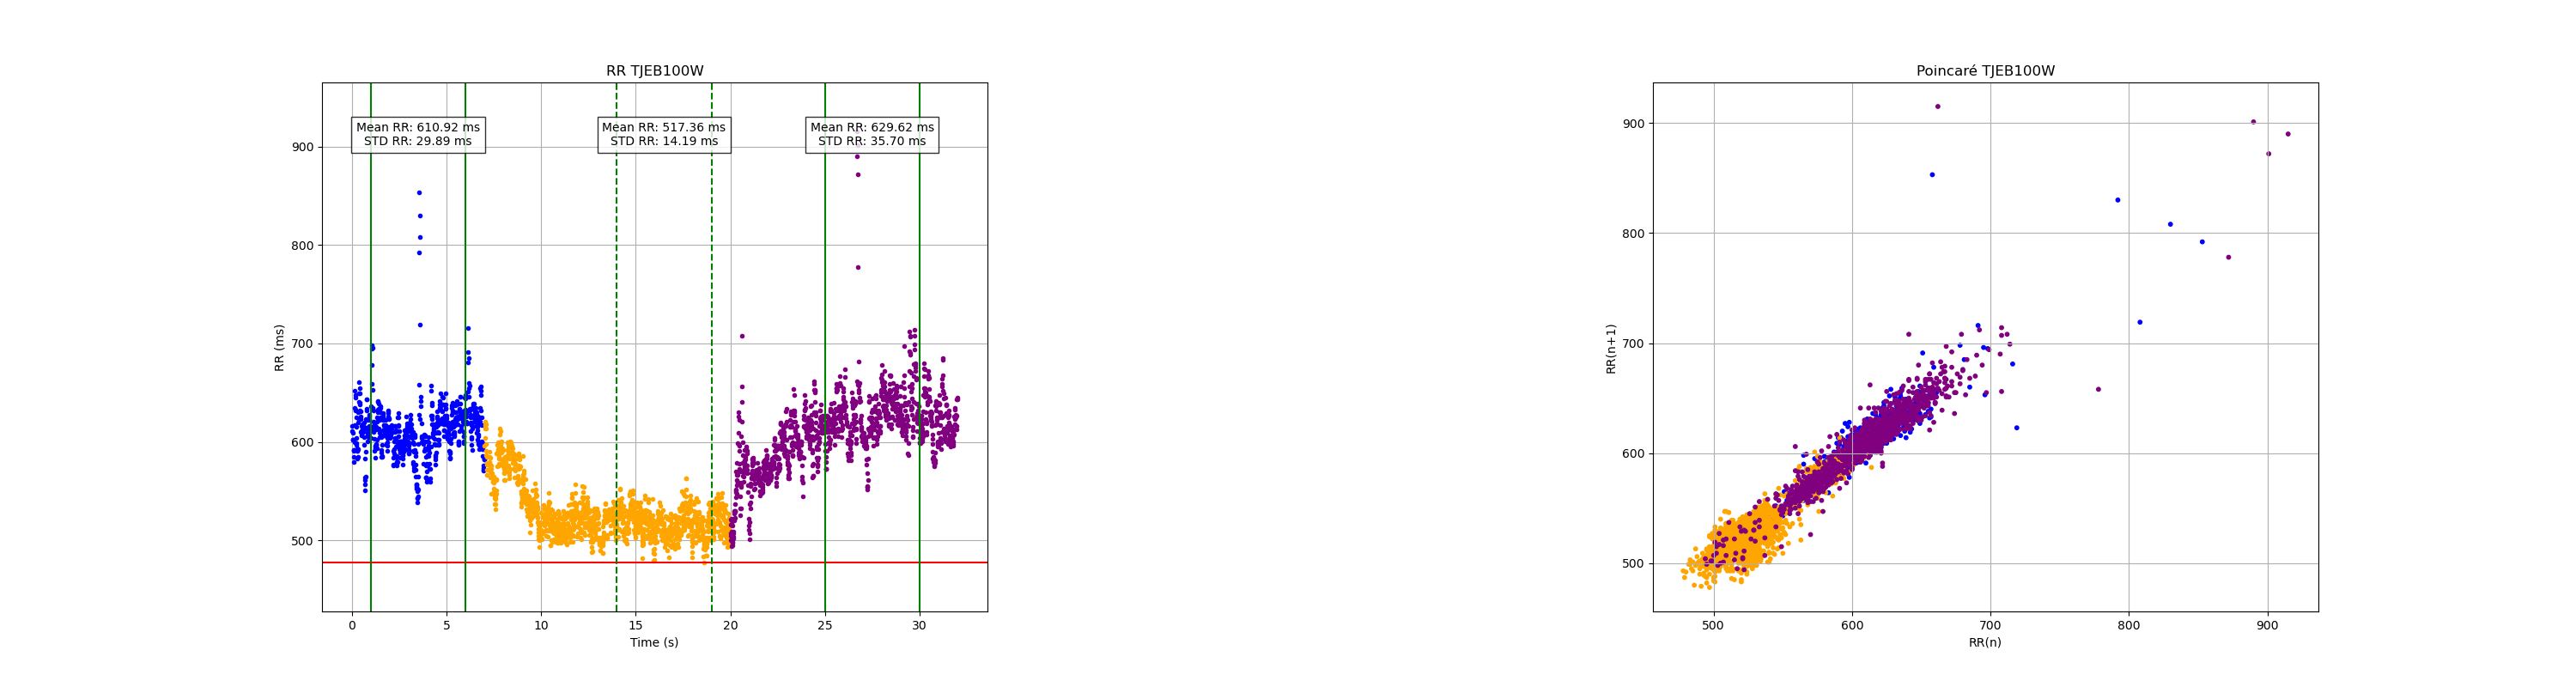 RR TJEB100W
Mean RR: 610.92 ms
STD RR: 29.89 ms
Mean RR: 517.36 ms
STD RR: 14.19 ms
Mean RR: 629.62 ms
STD RR: 35.70 ms
RR (ms)
900
800
700
600
500
0 5 10 15 20 25 30
Time (s)
Poincaré TJEB100W
RR(n+1)
900
800
700
600
500
500 600 700 800 900
RR(n)